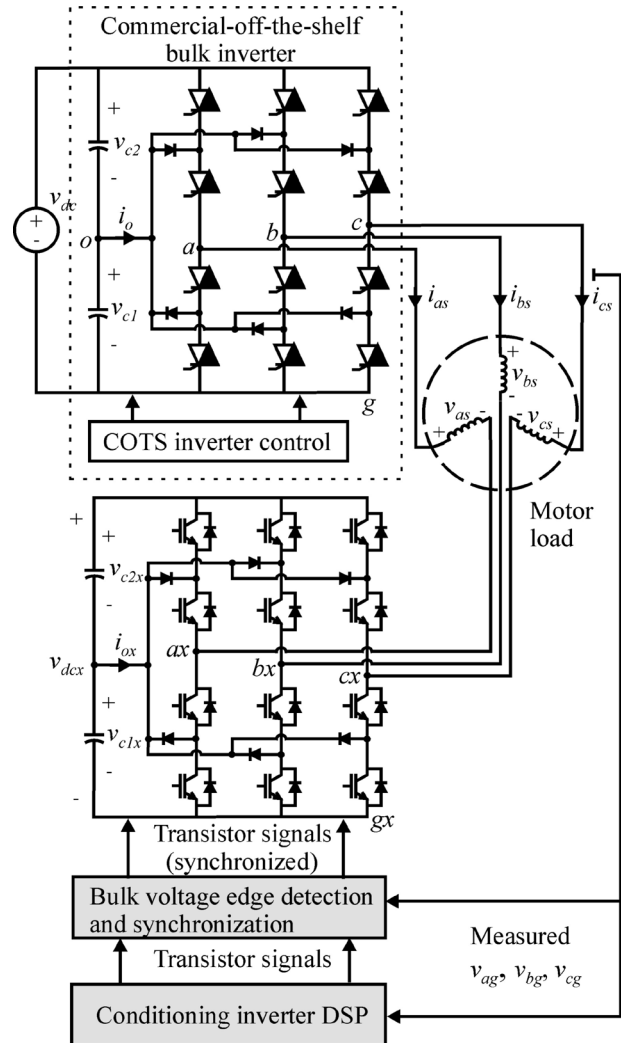 Commercial-off-the-shelf
bulk inverter
+
v_c2
-
v_dc
+
-
o
i_o
+
v_c1
-
a
b
c
g
COTS inverter control
i_as
i_bs
i_cs
+
v_bs
-
v_as
-
+
-
v_cs
+
Motor
load
+
+
v_c2x
-
v_dcx
i_ox
+
v_c1x
-
-
ax
bx
cx
gx
Transistor signals
(synchronized)
Bulk voltage edge detection
and synchronization
Transistor signals
Measured
v_ag, v_bg, v_cg
Conditioning inverter DSP